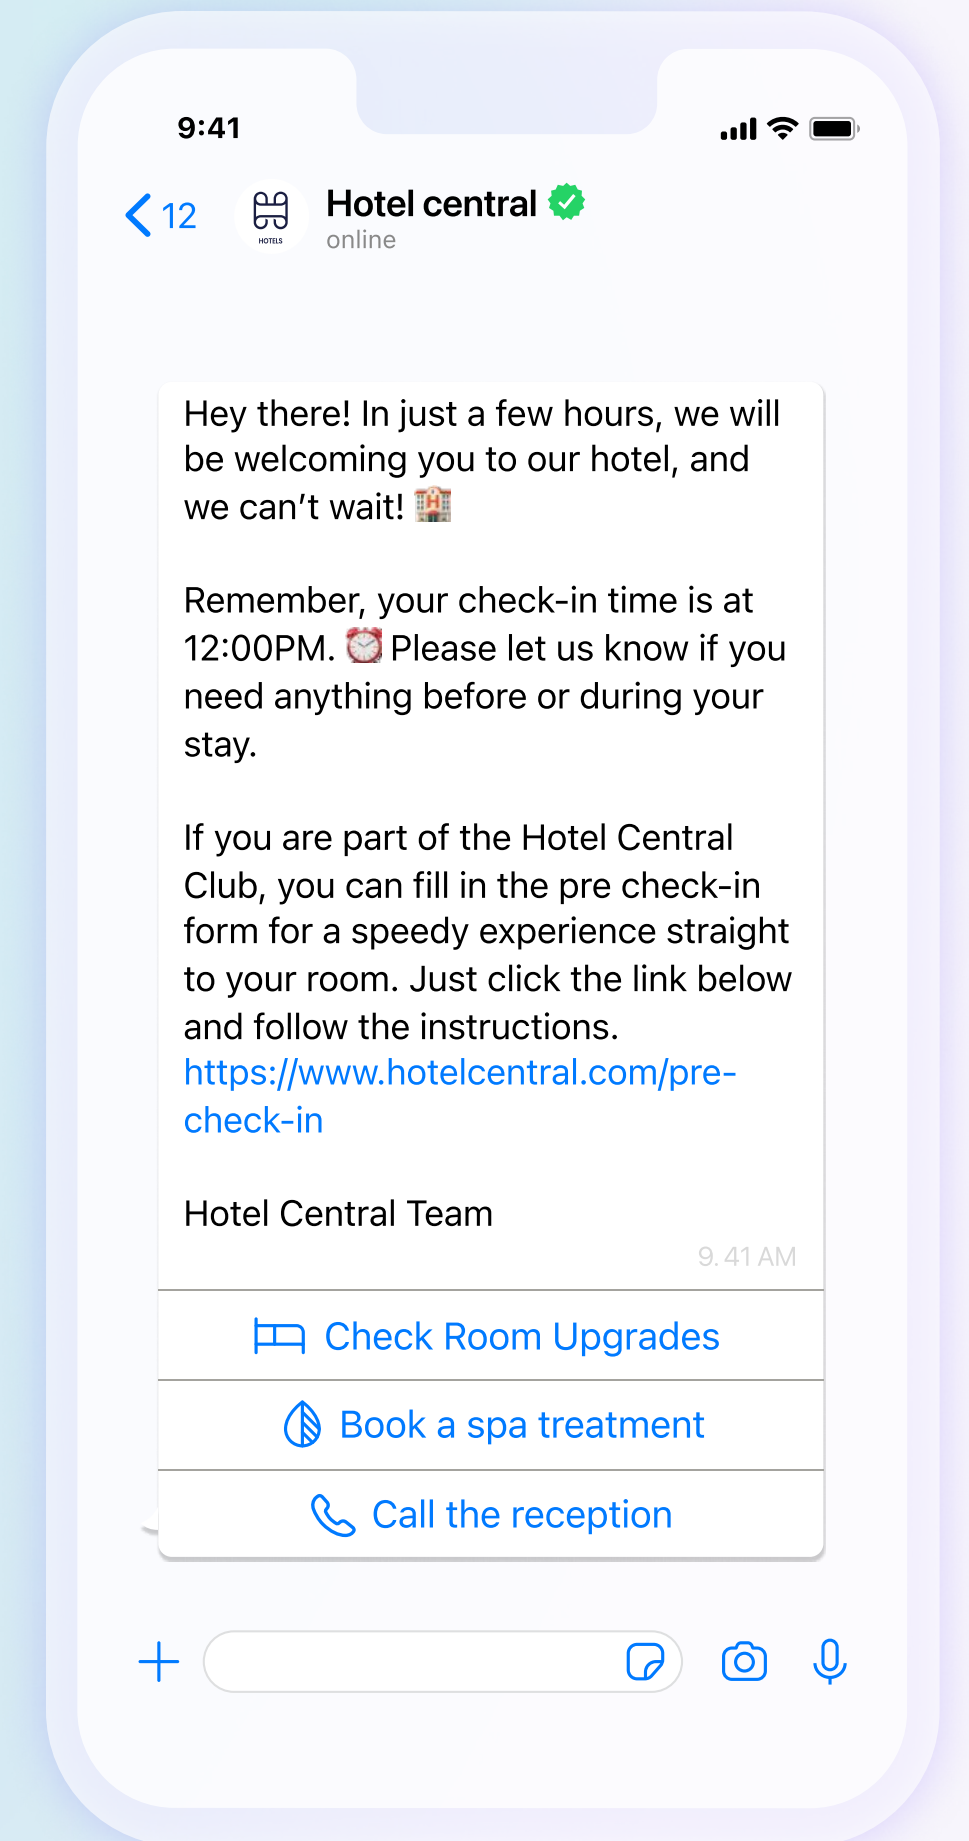 9:41
12
HOTELS
Hotel central
online
Hey there! In just a few hours, we will
be welcoming you to our hotel, and
we can't wait! 🏨
Remember, your check-in time is at
12:00PM. ⏰ Please let us know if you
need anything before or during your
stay.
If you are part of the Hotel Central
Club, you can fill in the pre check-in
form for a speedy experience straight
to your room. Just click the link below
and follow the instructions.
https://www.hotelcentral.com/pre-
check-in
Hotel Central Team
9.41 AM
Check Room Upgrades
Book a spa treatment
Call the reception